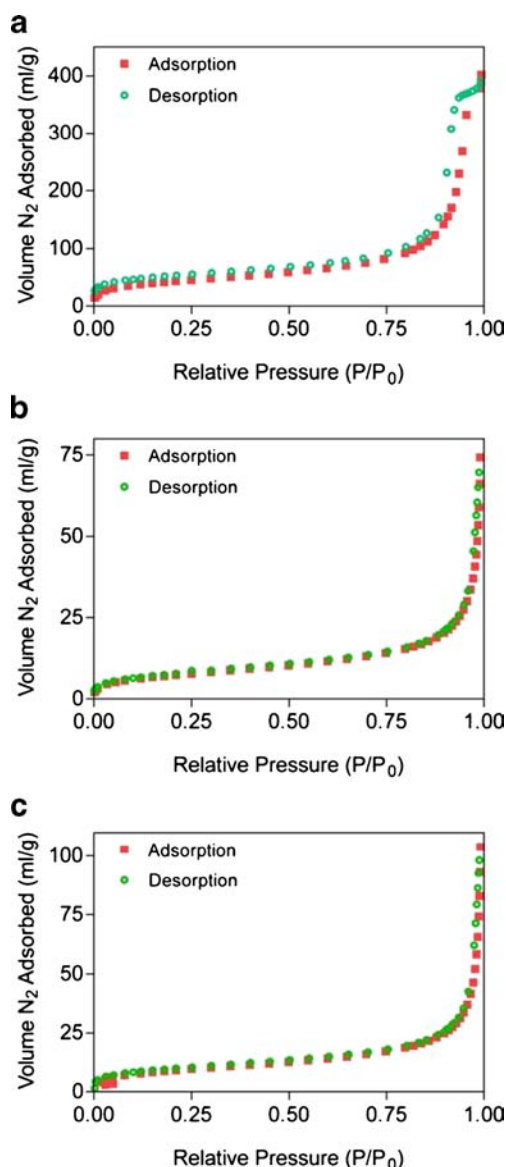 a
Volume N2 Adsorbed (ml/g)
400
300
200
100
0
Adsorption
Desorption
0.00 0.25 0.50 0.75 1.00
Relative Pressure (P/P0)
b
Volume N2 Adsorbed (ml/g)
75
50
25
0
Adsorption
Desorption
0.00 0.25 0.50 0.75 1.00
Relative Pressure (P/P0)
c
Volume N2 Adsorbed (ml/g)
100
75
50
25
0
Adsorption
Desorption
0.00 0.25 0.50 0.75 1.00
Relative Pressure (P/P0)